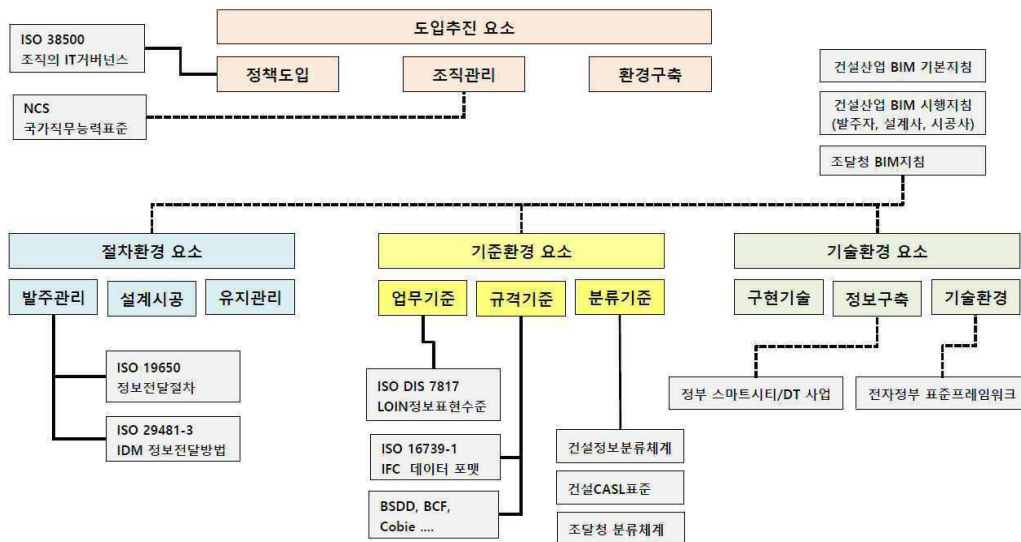 도입추진 요소
ISO 38500
조직의 IT거버넌스
정책도입
조직관리
환경구축
NCS
국가직무능력표준
건설산업 BIM 기본지침
건설산업 BIM 시행지침
(발주자, 설계사, 시공사)
조달청 BIM지침
절차환경 요소
기준환경 요소
기술환경 요소
발주관리
설계시공
유지관리
업무기준
규격기준
분류기준
구현기술
정보구축
기술환경
ISO 19650
정보전달절차
ISO 29481-3
IDM 정보전달방법
ISO DIS 7817
LOIN정보표현수준
ISO 16739-1
IFC 데이터 포맷
BSDD, BCF,
Cobie ....
건설정보분류체계
건설CASL표준
조달청 분류체계
정부 스마트시티/DT 사업
전자정부 표준프레임워크